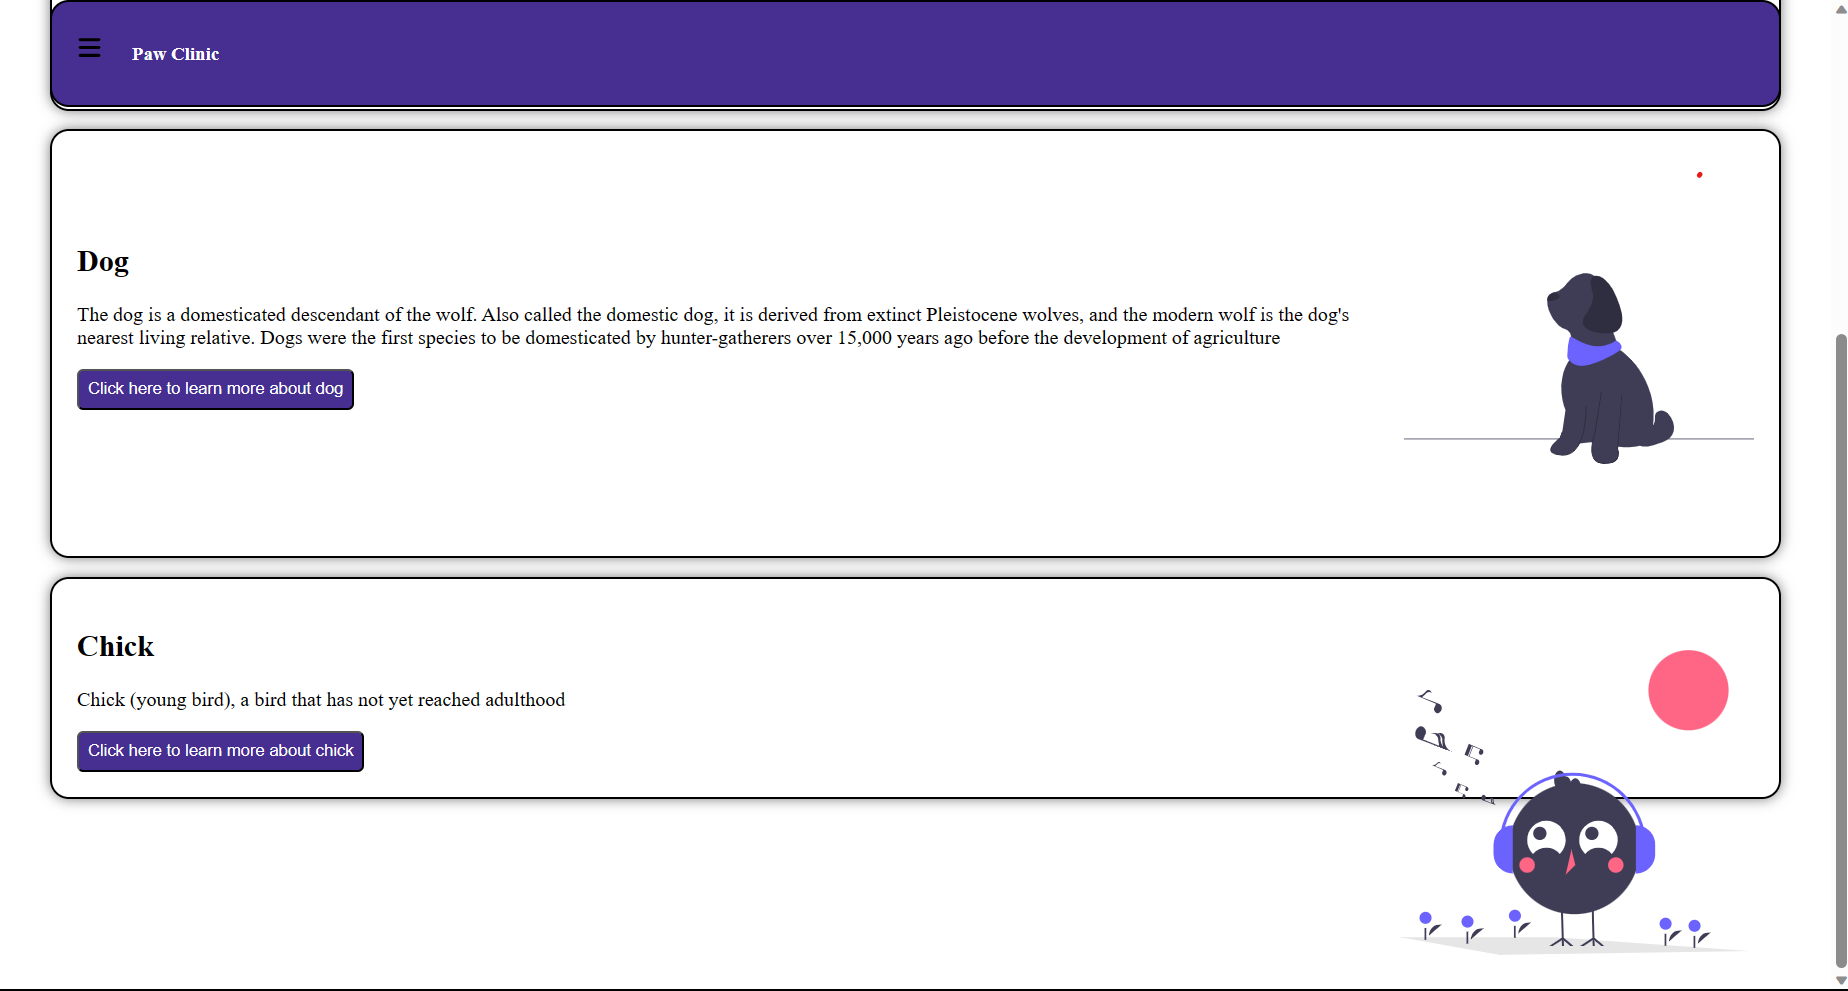 Paw Clinic
Dog
The dog is a domesticated descendant of the wolf. Also called the domestic dog, it is derived from extinct Pleistocene wolves, and the modern wolf is the dog's
nearest living relative. Dogs were the first species to be domesticated by hunter-gatherers over 15,000 years ago before the development of agriculture
Click here to learn more about dog
Chick
Chick (young bird), a bird that has not yet reached adulthood
Click here to learn more about chick